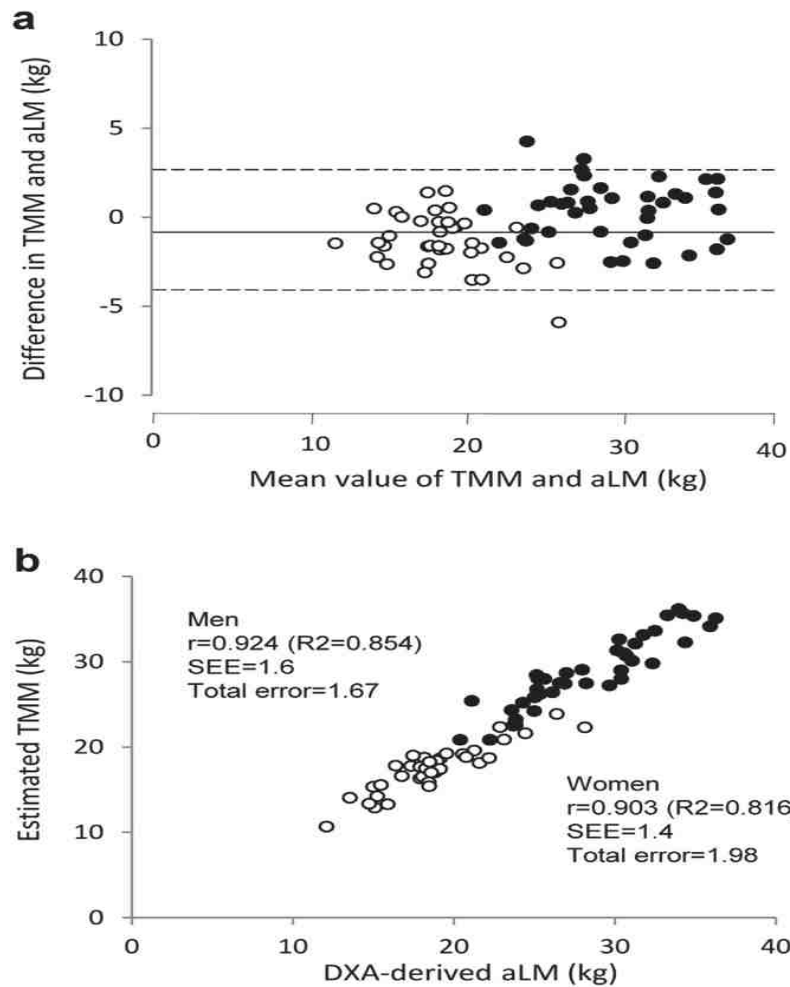 a
10
5
0
-5
-10
Difference in TMM and aLM (kg)
0
10
20
30
40
Mean value of TMM and aLM (kg)
b
40
30
20
10
0
Estimated TMM (kg)
Men
r=0.924 (R2=0.854)
SEE=1.6
Total error=1.67
Women
r=0.903 (R2=0.816
SEE=1.4
Total error=1.98
0
10
20
30
40
DXA-derived aLM (kg)